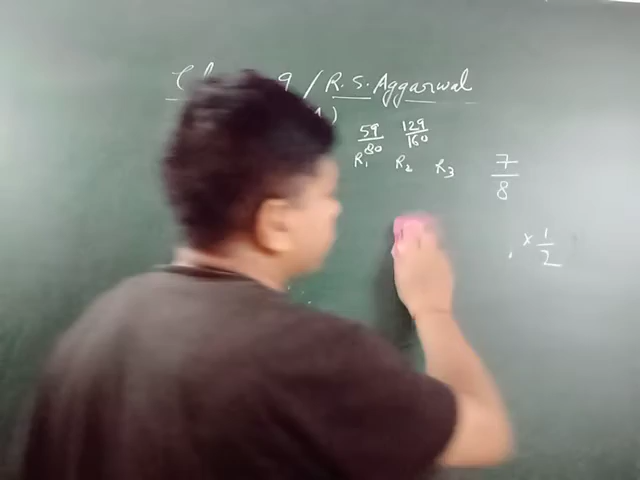 9 / R.S. Aggarwal
)
59/80 129/160
R1 R2 R3
7/8
× 1/2